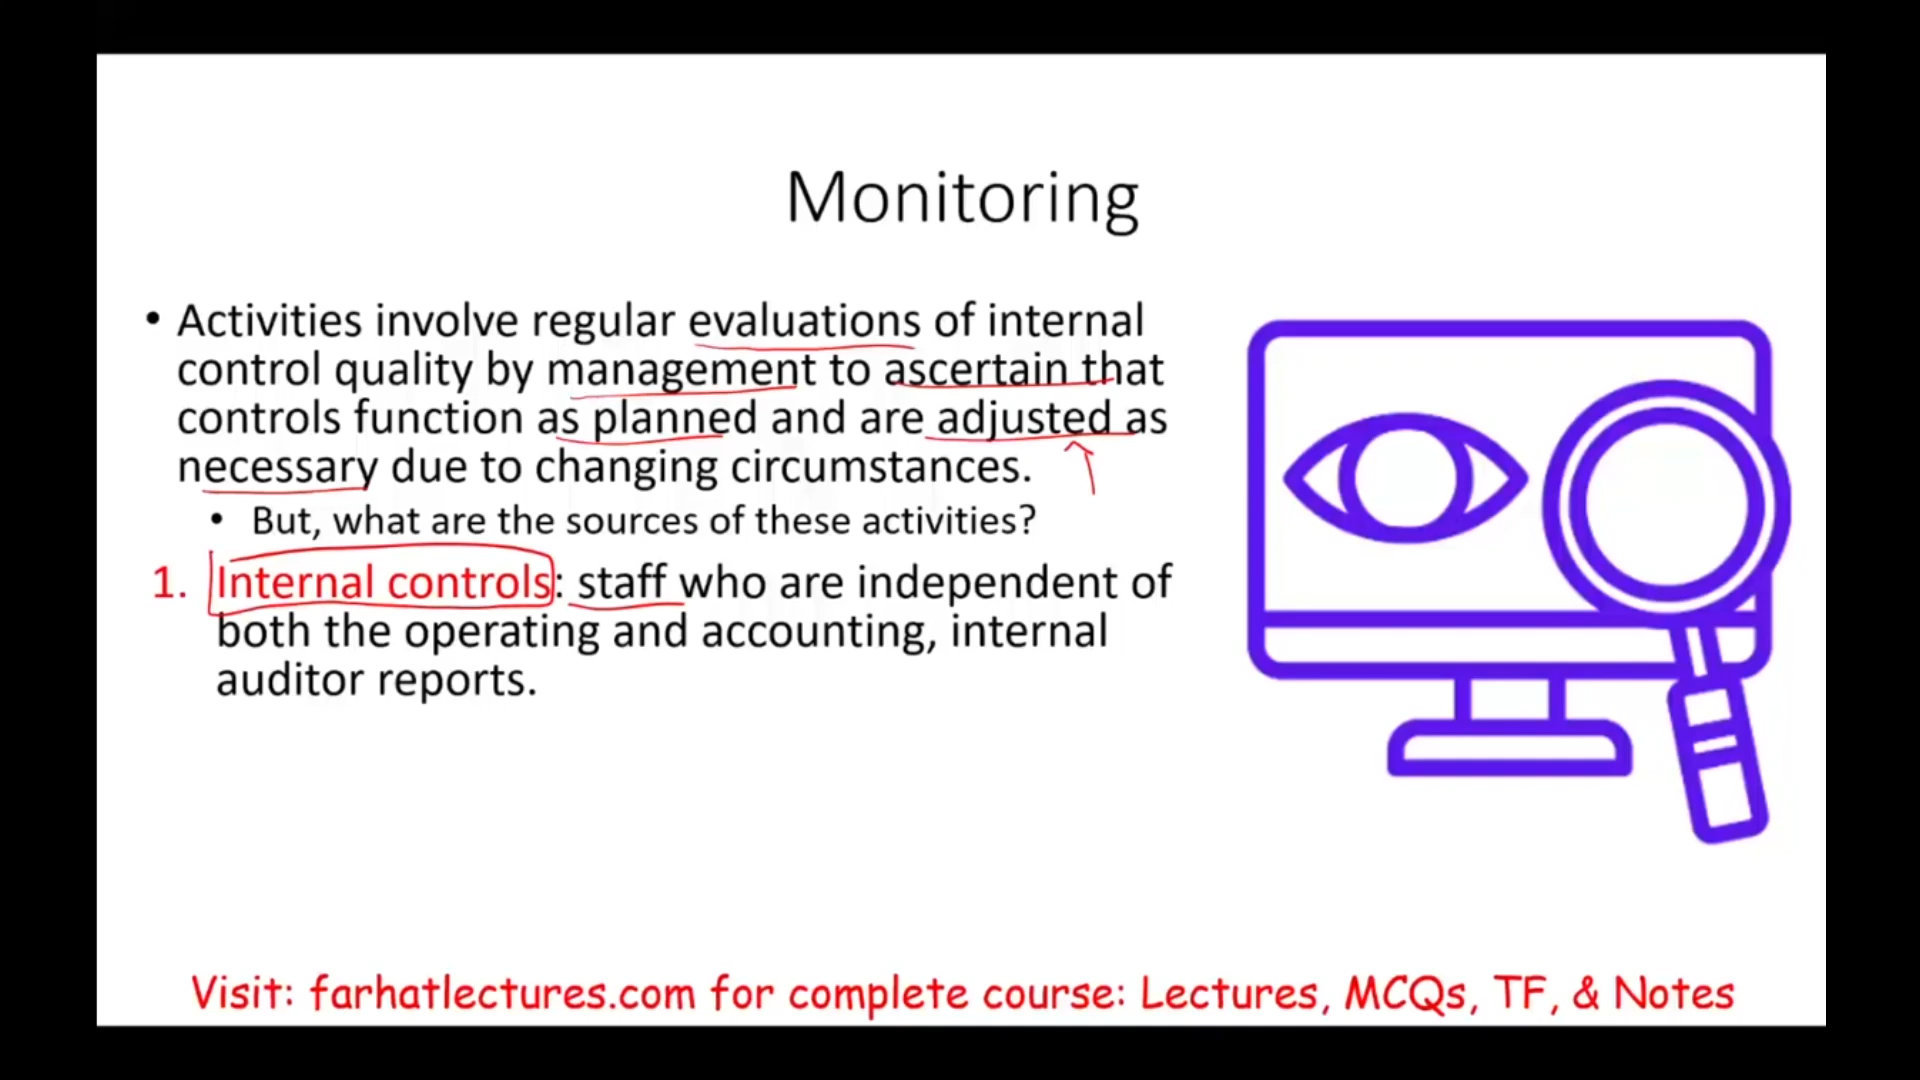 Monitoring
• Activities involve regular evaluations of internal
control quality by management to ascertain that
controls function as planned and are adjusted as
necessary due to changing circumstances.
• But, what are the sources of these activities?
1. Internal controls: staff who are independent of
both the operating and accounting, internal
auditor reports.
Visit: farhatlectures.com for complete course: Lectures, MCQs, TF, & Notes